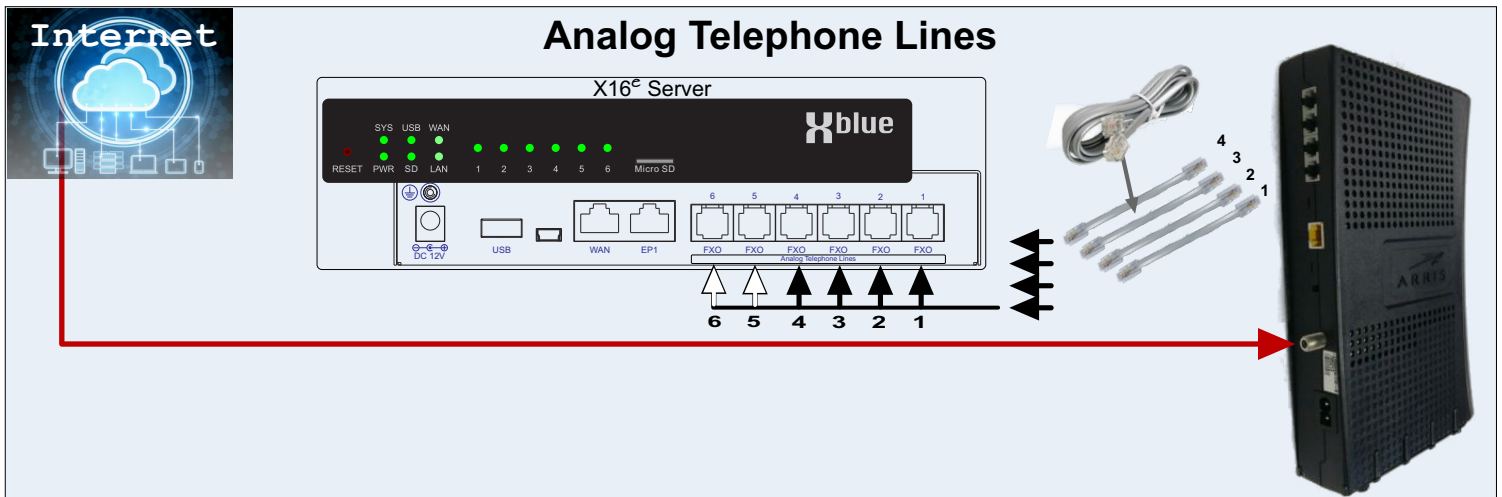 Internet
Analog Telephone Lines
X16e Server
Xblue
SYS USB WAN
RESET PWR SD LAN 1 2 3 4 5 6 Micro SD
6 5 4 3 2 1
DC 12V USB WAN EP1 FXO FXO FXO FXO FXO FXO
Analog Telephone Lines
6 5 4 3 2 1
4
3
2
1
ARRIS